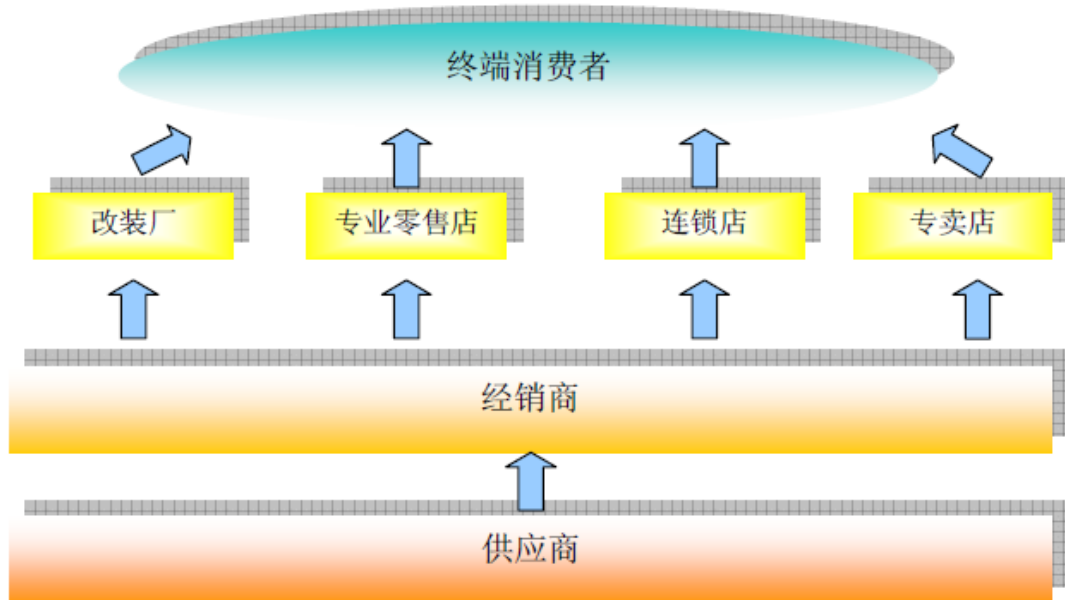 终端消费者
改装厂
专业零售店
连锁店
专卖店
经销商
供应商